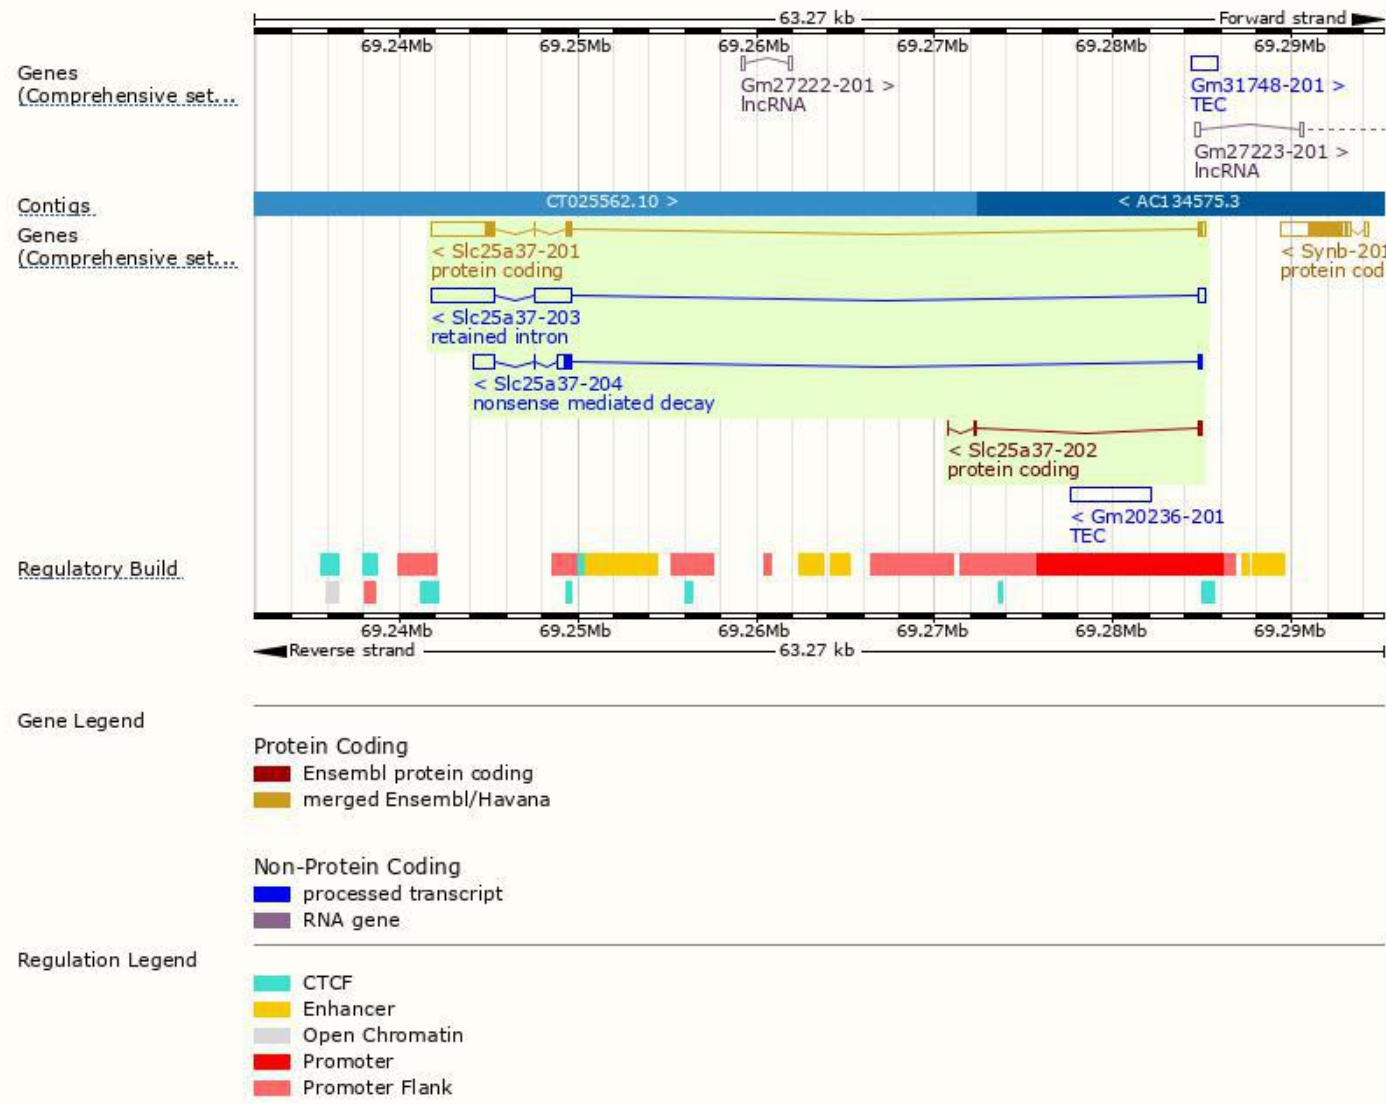 63.27 kb Forward strand
69.24Mb 69.25Mb 69.26Mb 69.27Mb 69.28Mb 69.29Mb
Genes
(Comprehensive set...
Gm27222-201 >
lncRNA
Gm31748-201 >
TEC
Gm27223-201 >
lncRNA
Contigs
CT025562.10 >
< AC134575.3
Genes
(Comprehensive set...
< Slc25a37-201
protein coding
< Synb-201
protein cod
< Slc25a37-203
retained intron
< Slc25a37-204
nonsense mediated decay
< Slc25a37-202
protein coding
< Gm20236-201
TEC
Regulatory Build
69.24Mb 69.25Mb 69.26Mb 69.27Mb 69.28Mb 69.29Mb
Reverse strand 63.27 kb
Gene Legend
Protein Coding
Ensembl protein coding
merged Ensembl/Havana
Non-Protein Coding
processed transcript
RNA gene
Regulation Legend
CTCF
Enhancer
Open Chromatin
Promoter
Promoter Flank